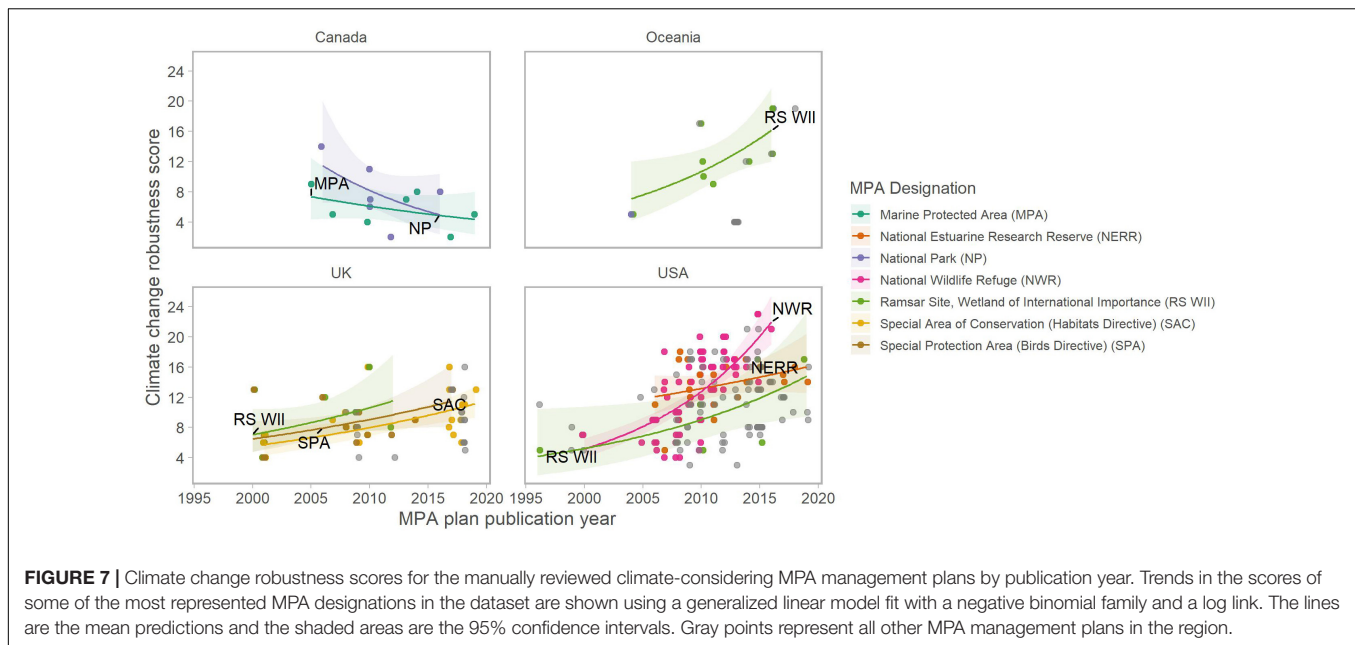 Canada
Oceania
24
20
16
12
8
4
MPA
NP
RS WII
UK
USA
24
20
16
12
8
4
RS WII
SPA
SAC
NWR
NERR
RS WII
1995 2000 2005 2010 2015 2020
1995 2000 2005 2010 2015 2020
Climate change robustness score
MPA plan publication year
MPA Designation
Marine Protected Area (MPA)
National Estuarine Research Reserve (NERR)
National Park (NP)
National Wildlife Refuge (NWR)
Ramsar Site, Wetland of International Importance (RS WII)
Special Area of Conservation (Habitats Directive) (SAC)
Special Protection Area (Birds Directive) (SPA)
FIGURE 7 | Climate change robustness scores for the manually reviewed climate-considering MPA management plans by publication year. Trends in the scores of
some of the most represented MPA designations in the dataset are shown using a generalized linear model fit with a negative binomial family and a log link. The lines
are the mean predictions and the shaded areas are the 95% confidence intervals. Gray points represent all other MPA management plans in the region.